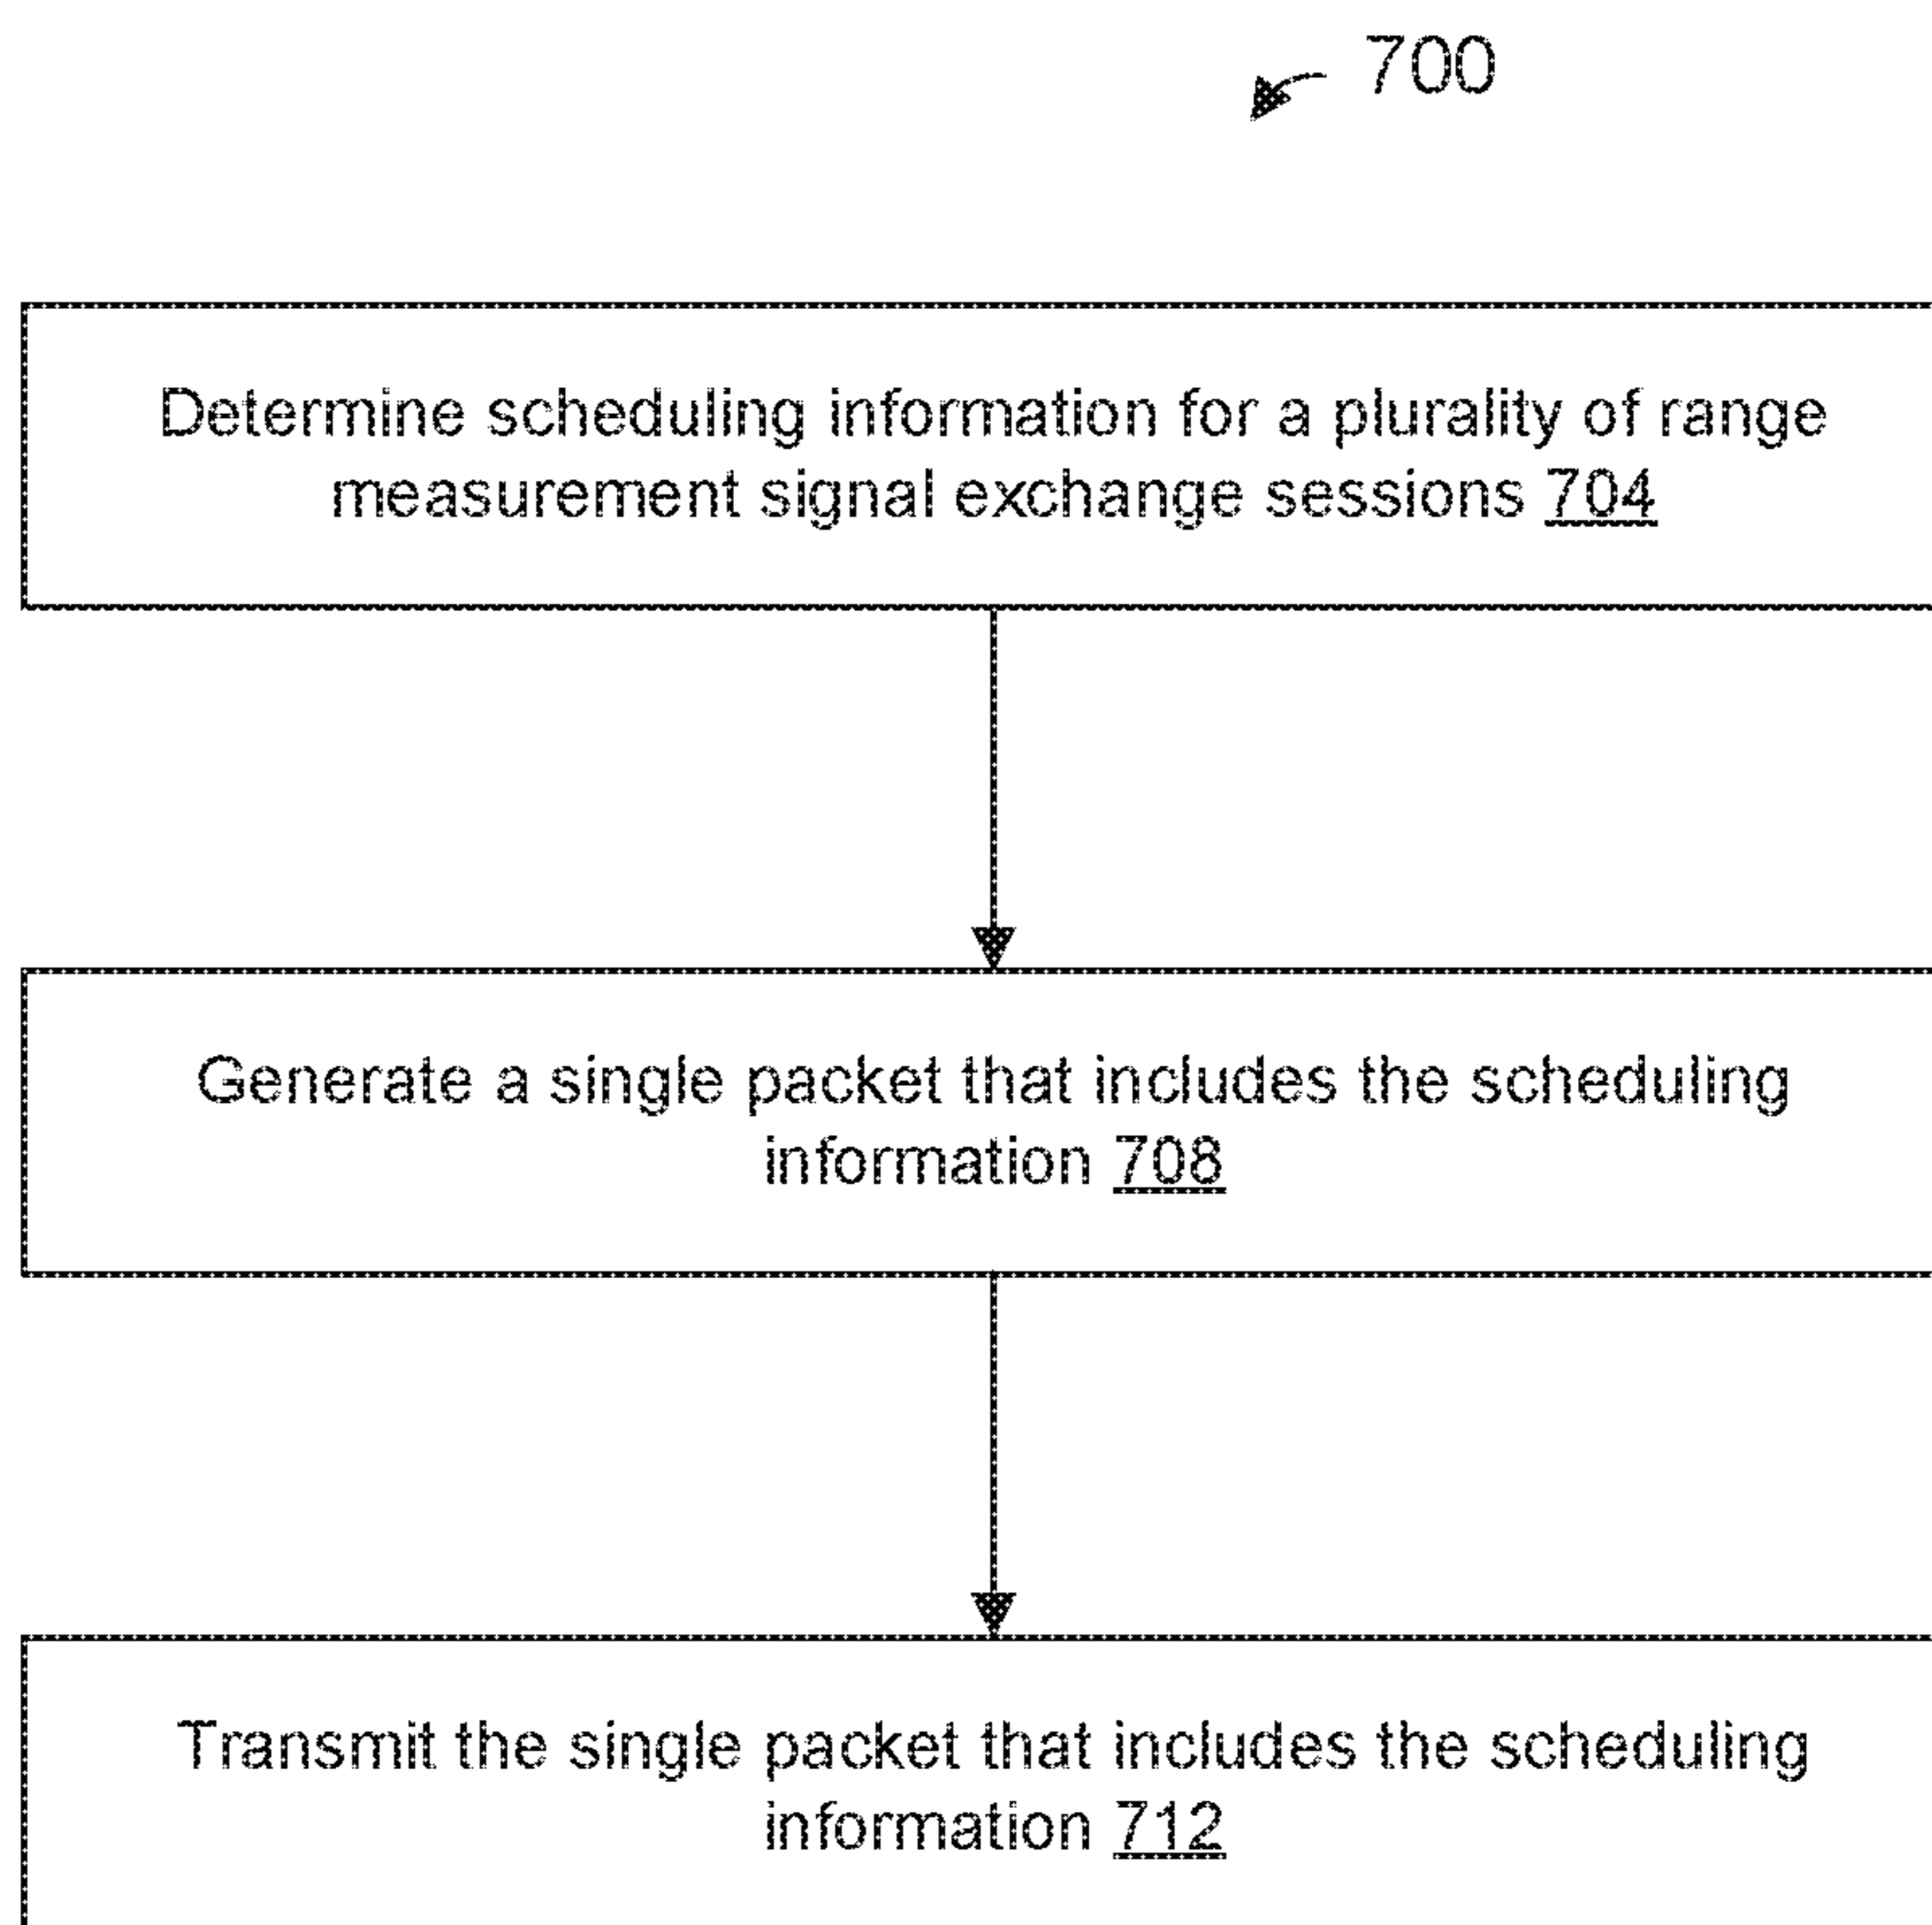 700
Determine scheduling information for a plurality of range
measurement signal exchange sessions 704
Generate a single packet that includes the scheduling
information 708
Transmit the single packet that includes the scheduling
information 712